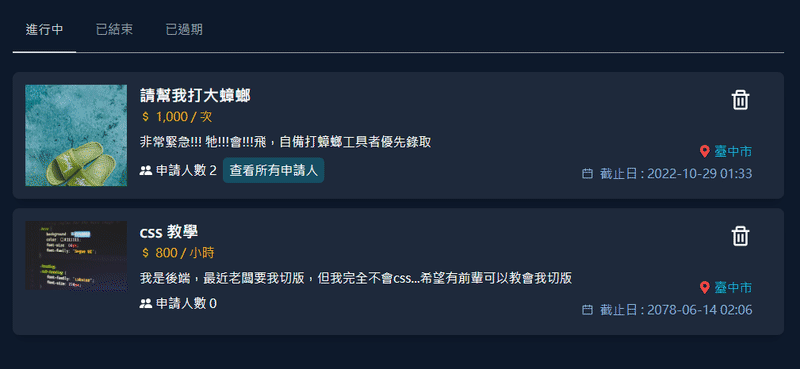 進行中
已結束
已過期
請幫我打大蟑螂
$ 1,000 / 次
非常緊急!!! 牠!!!會!!!飛，自備打蟑螂工具者優先錄取
申請人數 2 查看所有申請人
臺中市
截止日 : 2022-10-29 01:33
css 教學
$ 800 / 小時
我是後端，最近老闆要我切版，但我完全不會css...希望有前輩可以教會我切版
申請人數 0
臺中市
截止日 : 2078-06-14 02:06